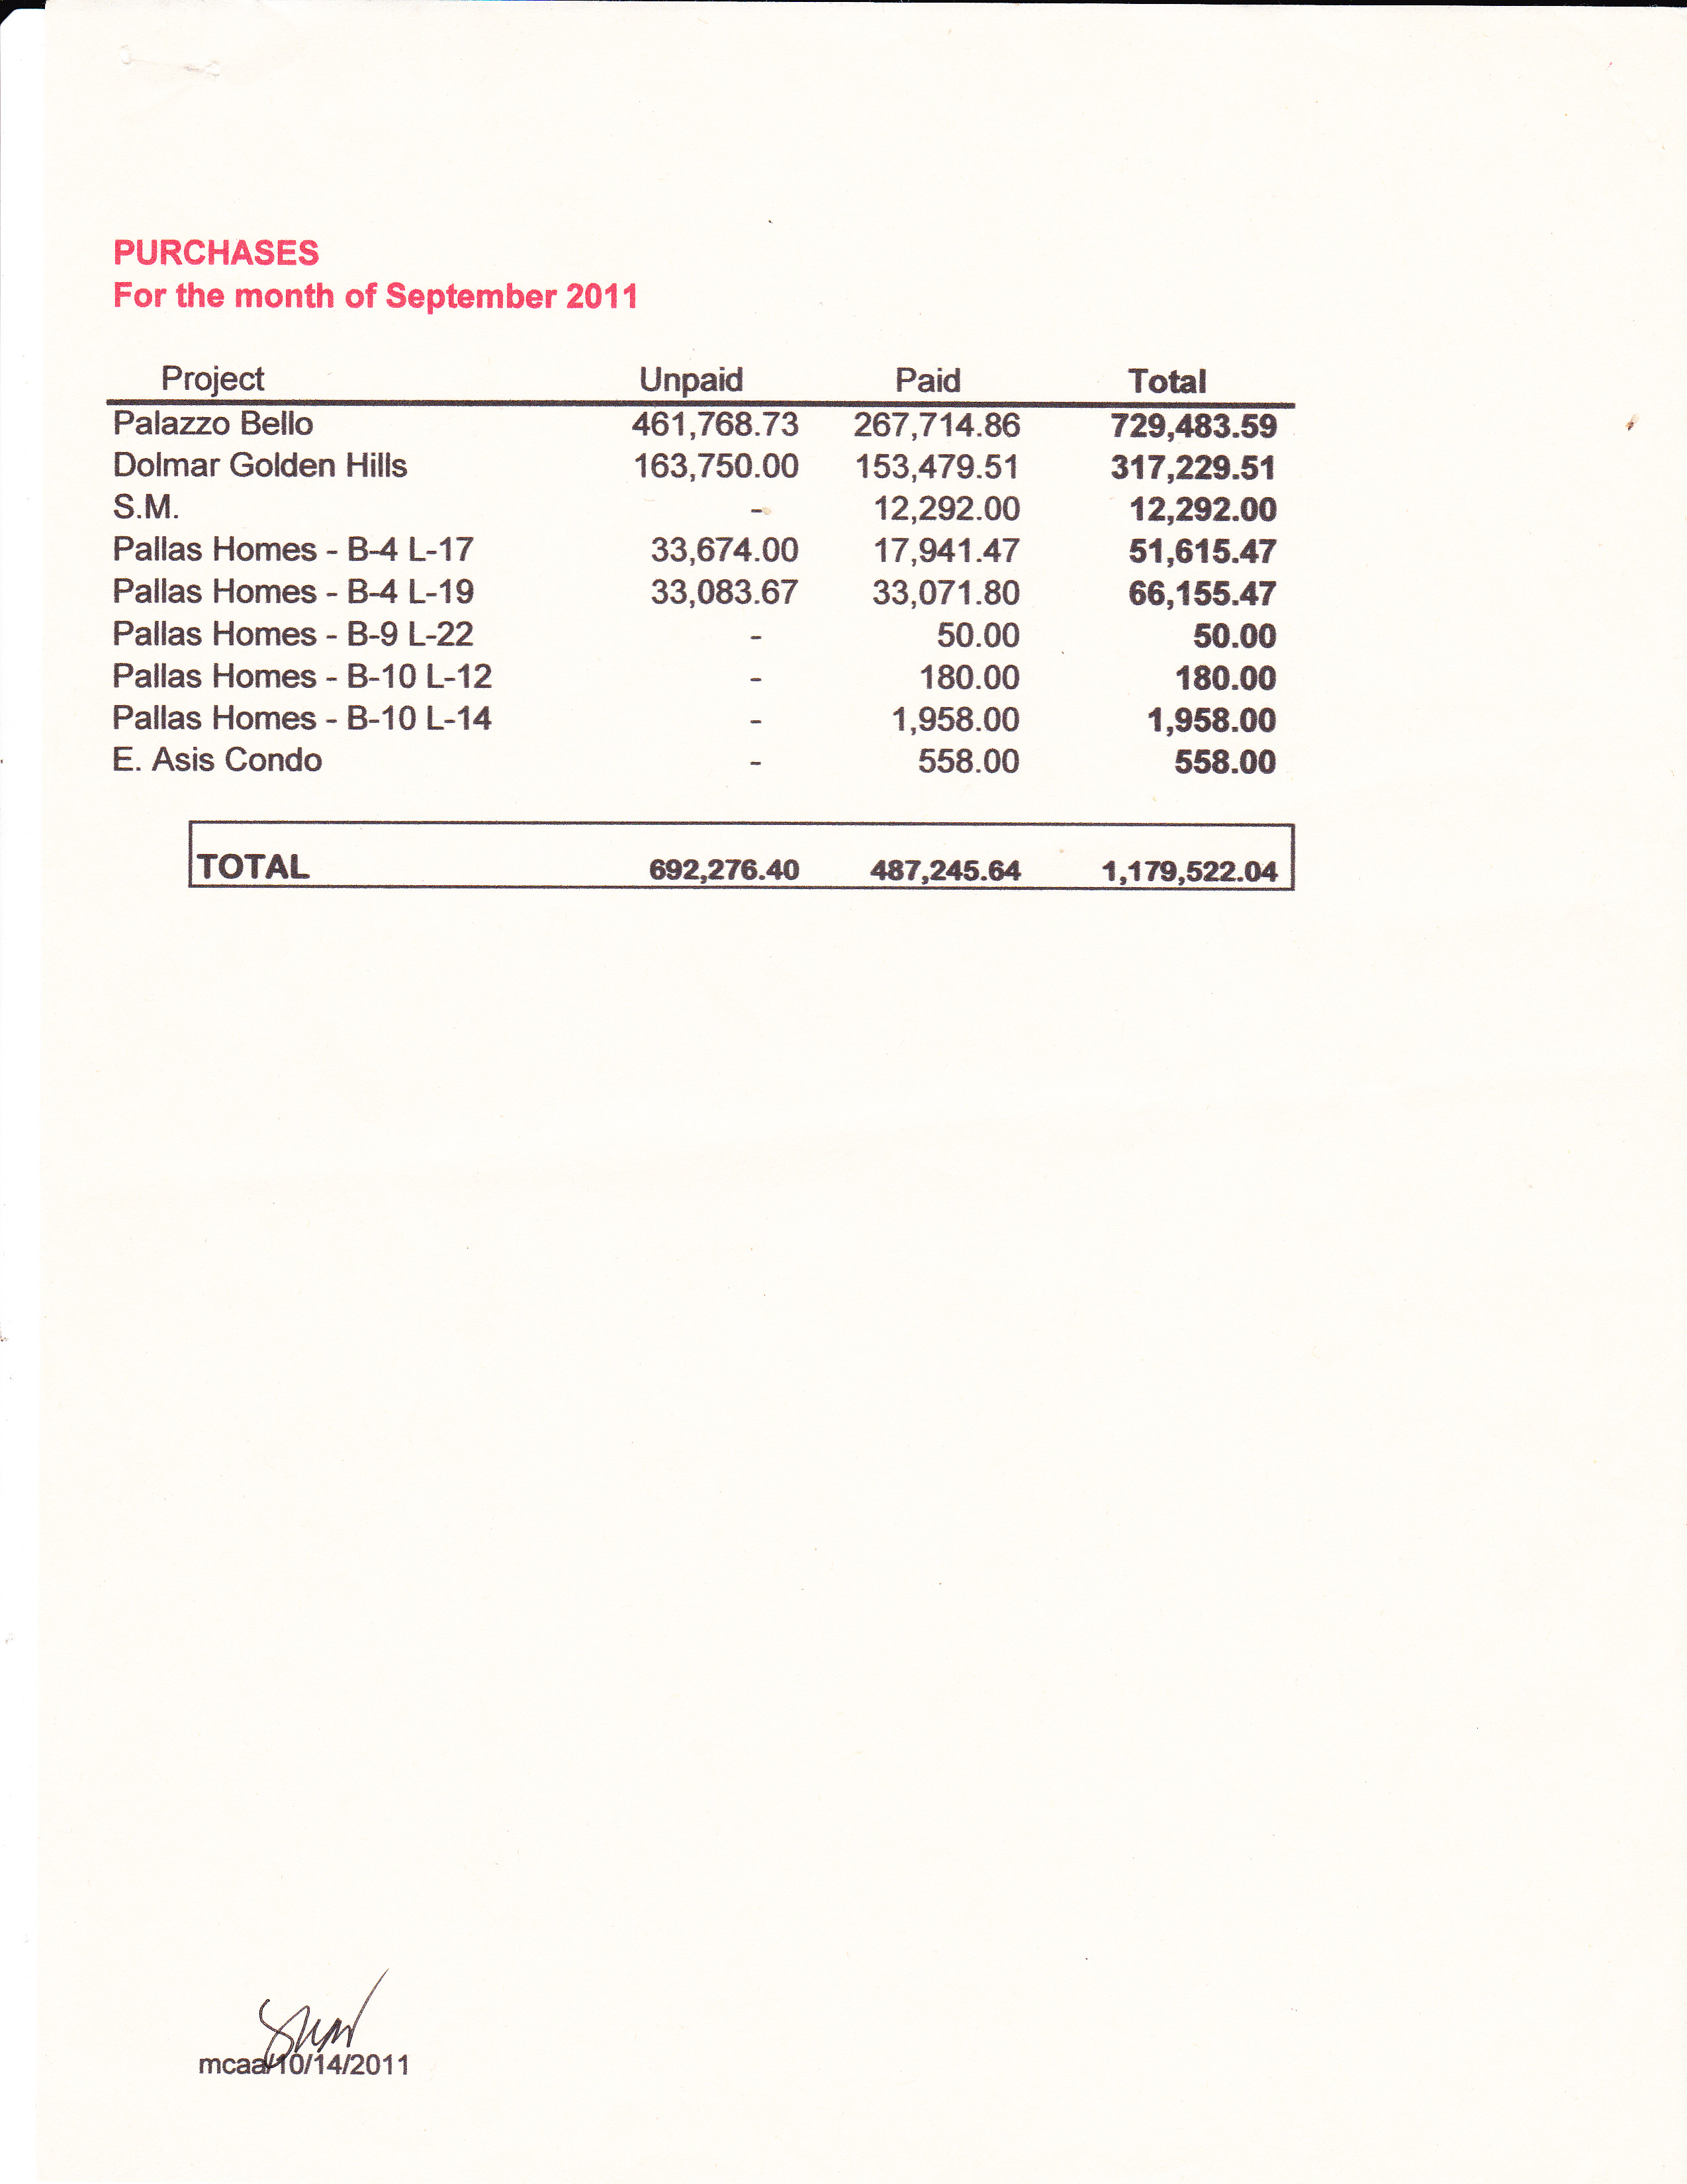 PURCHASES
For the month of September 2011
Project Unpaid Paid Total
Palazzo Bello 461,768.73 267,714.86 729,483.59
Dolmar Golden Hills 163,750.00 153,479.51 317,229.51
S.M. - 12,292.00 12,292.00
Pallas Homes - B-4 L-17 33,674.00 17,941.47 51,615.47
Pallas Homes - B-4 L-19 33,083.67 33,071.80 66,155.47
Pallas Homes - B-9 L-22 - 50.00 50.00
Pallas Homes - B-10 L-12 - 180.00 180.00
Pallas Homes - B-10 L-14 - 1,958.00 1,958.00
E. Asis Condo - 558.00 558.00
TOTAL 692,276.40 487,245.64 1,179,522.04
mcaa/10/14/2011